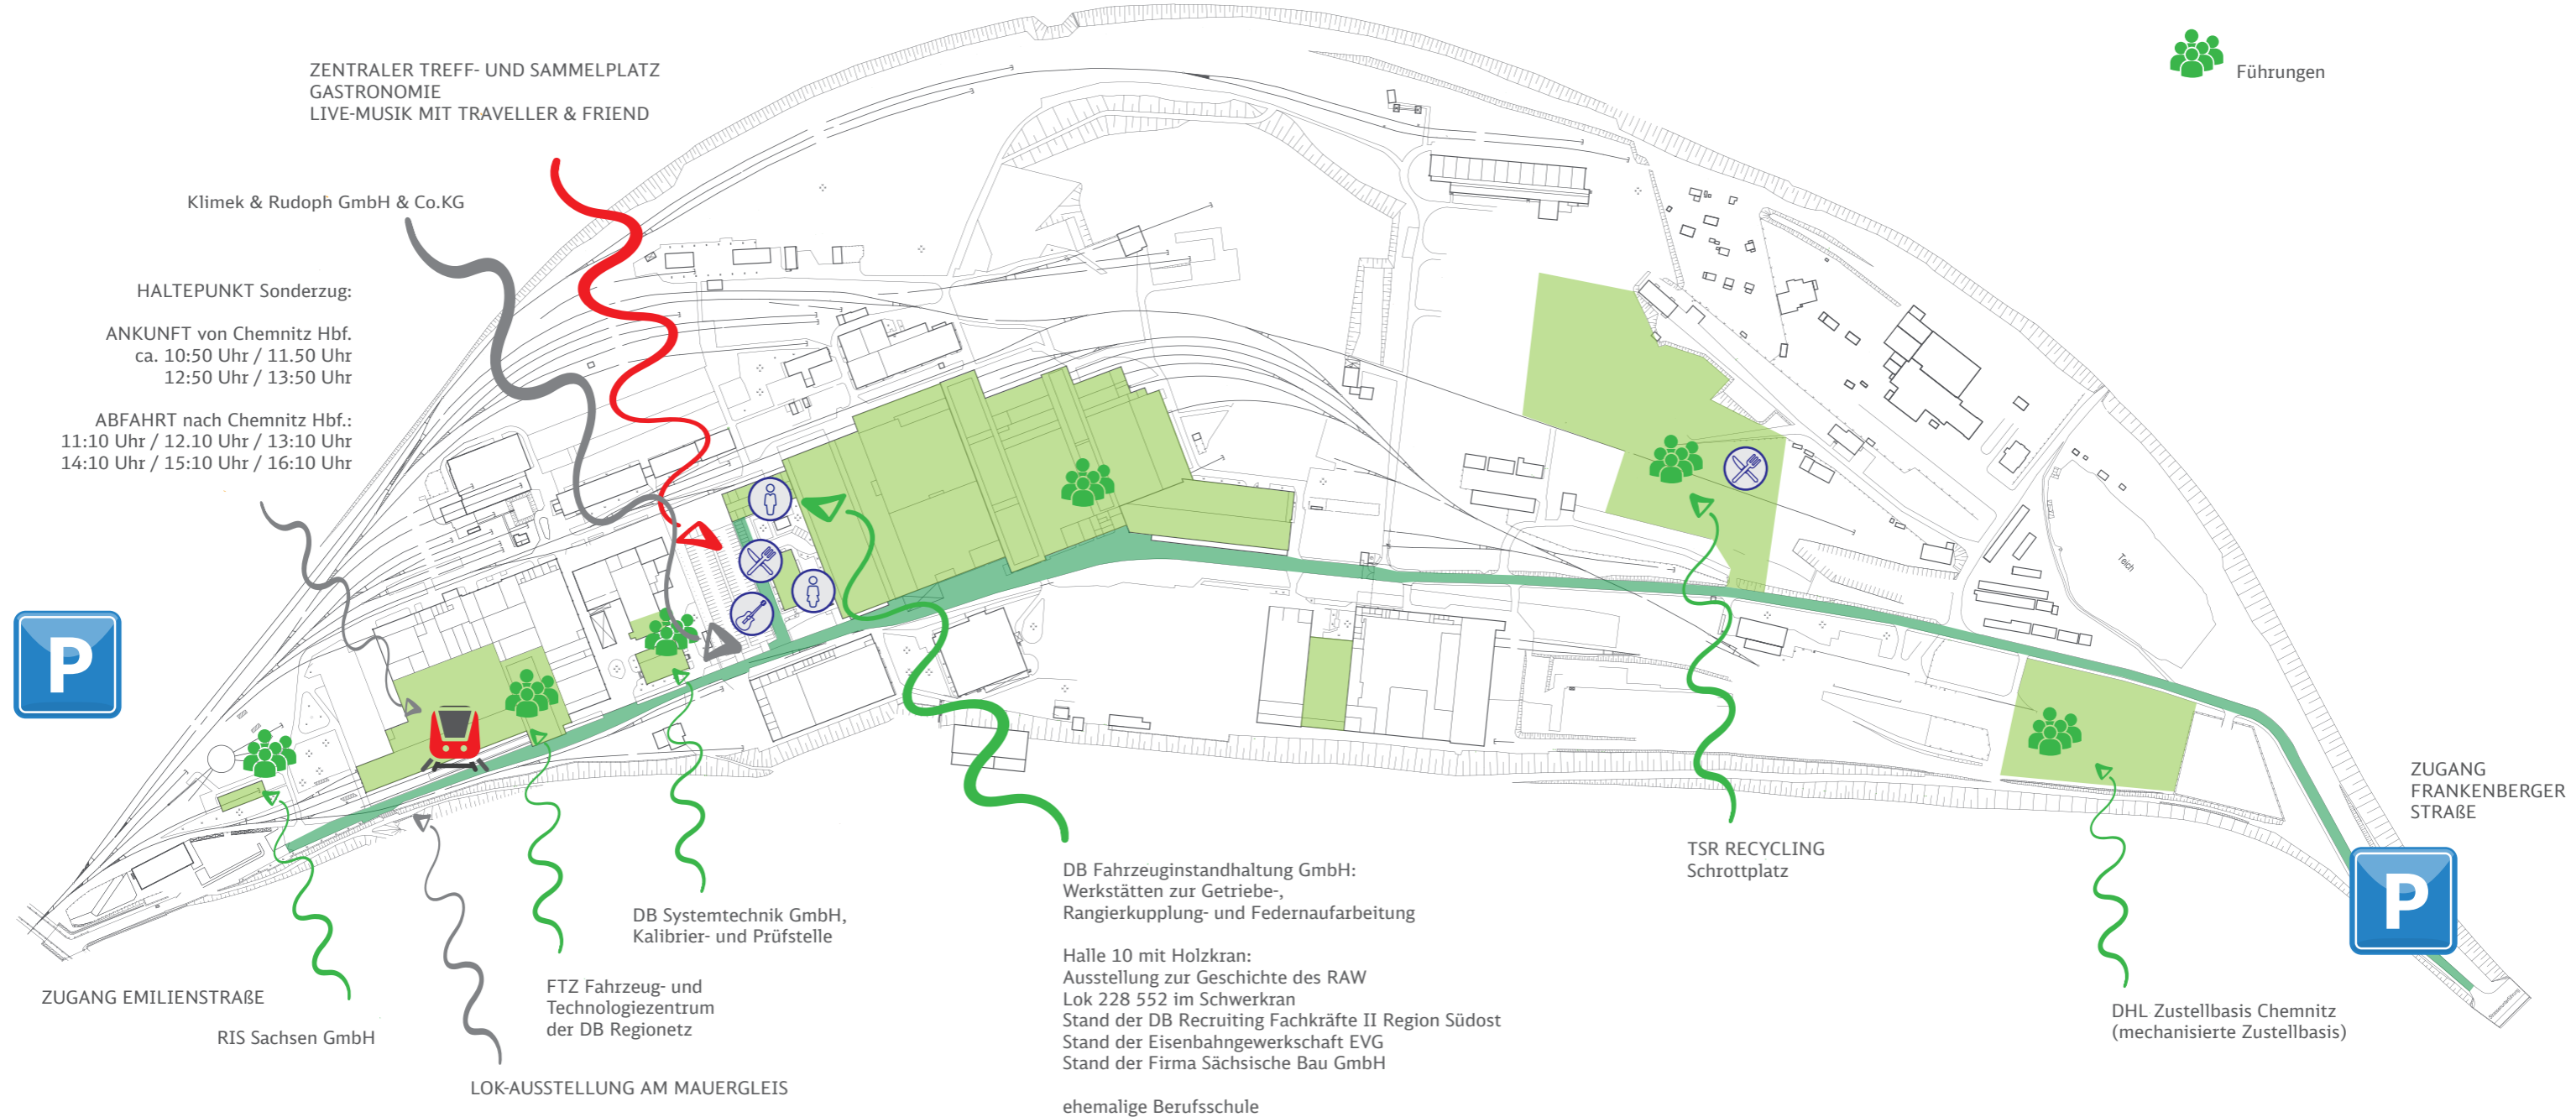 ZENTRALER TREFF- UND SAMMELPLATZ
GASTRONOMIE
LIVE-MUSIK MIT TRAVELLER & FRIEND
Führungen
Klimek & Rudoph GmbH & Co.KG
HALTEPUNKT Sonderzug:
ANKUNFT von Chemnitz Hbf.
ca. 10:50 Uhr / 11.50 Uhr
12:50 Uhr / 13:50 Uhr
ABFAHRT nach Chemnitz Hbf.:
11:10 Uhr / 12.10 Uhr / 13:10 Uhr
14:10 Uhr / 15:10 Uhr / 16:10 Uhr
Teich
P
P
ZUGANG
FRANKENBERGER
STRAßE
ZUGANG EMILIENSTRAßE
RIS Sachsen GmbH
LOK-AUSSTELLUNG AM MAUERGLEIS
FTZ Fahrzeug- und
Technologiezentrum
der DB Regionetz
DB Systemtechnik GmbH,
Kalibrier- und Prüfstelle
DB Fahrzeuginstandhaltung GmbH:
Werkstätten zur Getriebe-,
Rangierkupplung- und Federnaufarbeitung
Halle 10 mit Holzkran:
Ausstellung zur Geschichte des RAW
Lok 228 552 im Schwerkran
Stand der DB Recruiting Fachkräfte II Region Südost
Stand der Eisenbahngewerkschaft EVG
Stand der Firma Sächsische Bau GmbH
ehemalige Berufsschule
TSR RECYCLING
Schrottplatz
DHL Zustellbasis Chemnitz
(mechanisierte Zustellbasis)